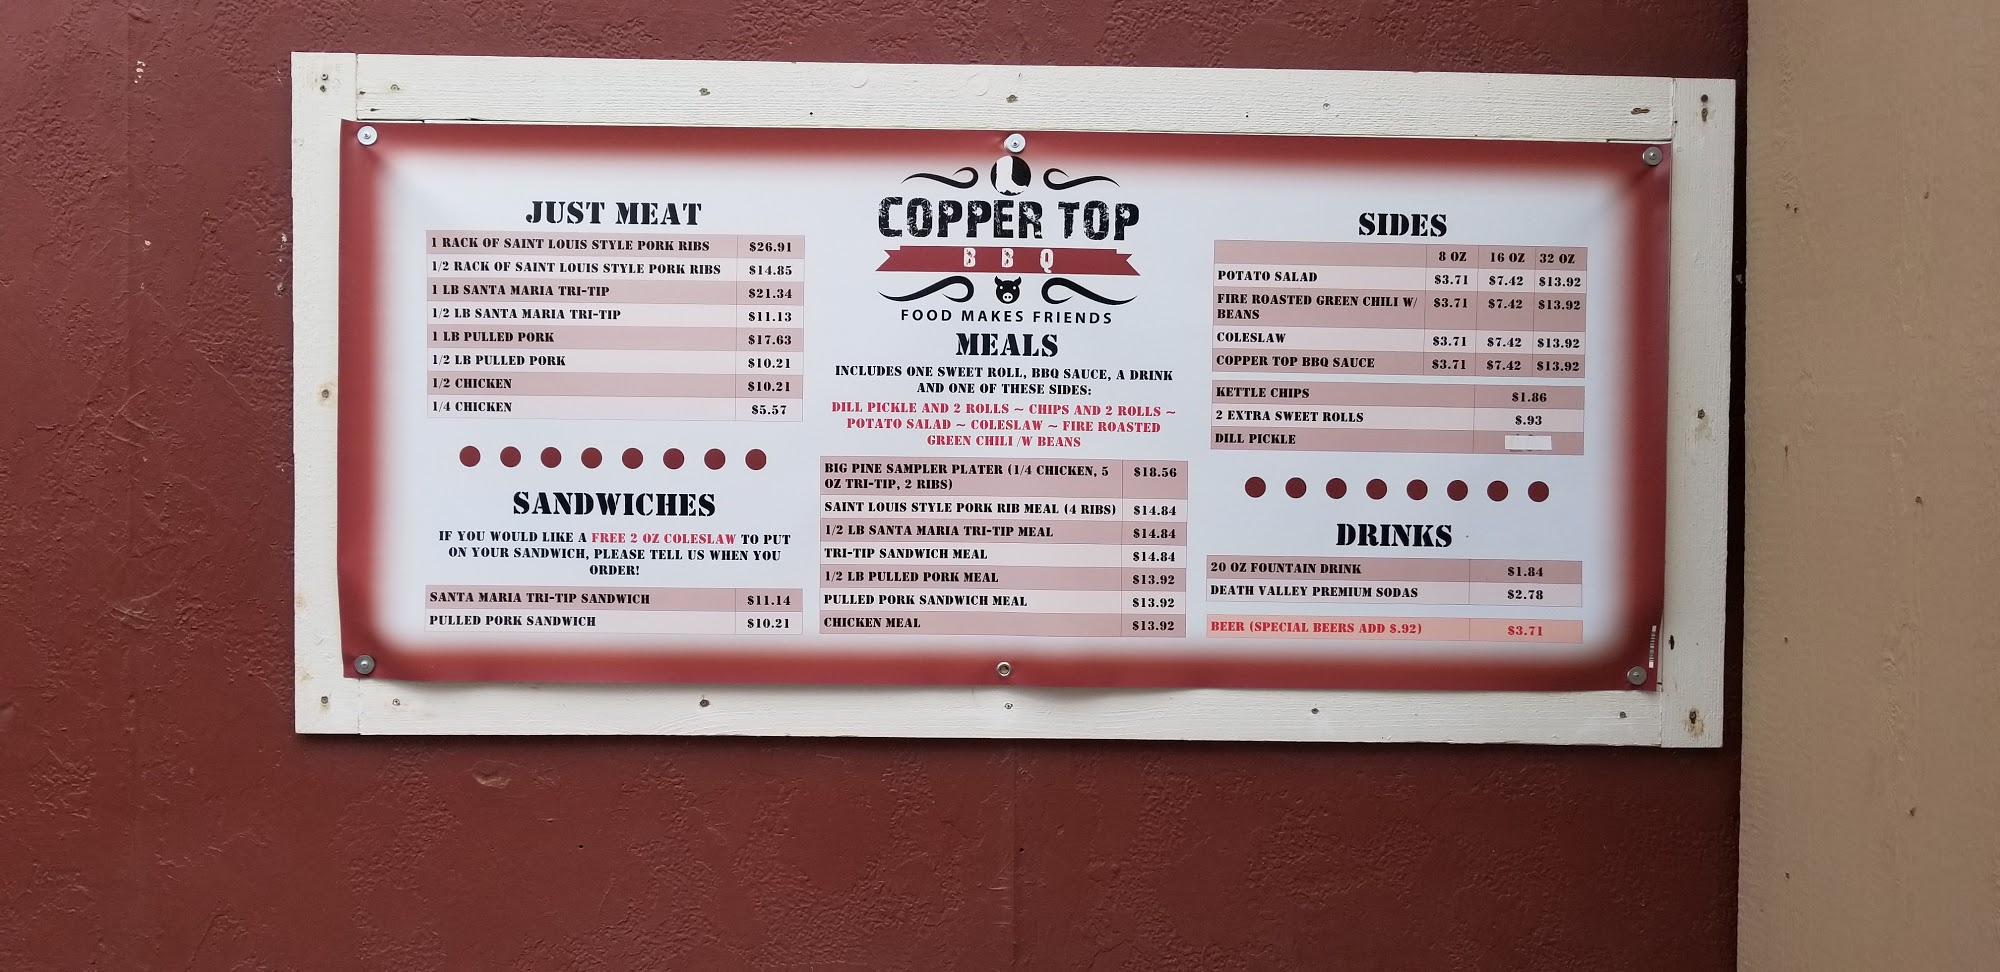 JUST MEAT
1 RACK OF SAINT LOUIS STYLE PORK RIBS $26.91
1/2 RACK OF SAINT LOUIS STYLE PORK RIBS $14.85
1 LB SANTA MARIA TRI-TIP $21.34
1/2 LB SANTA MARIA TRI-TIP $11.13
1 LB PULLED PORK $17.63
1/2 LB PULLED PORK $10.21
1/2 CHICKEN $10.21
1/4 CHICKEN $5.57
SANDWICHES
IF YOU WOULD LIKE A FREE 2 OZ COLESLAW TO PUT
ON YOUR SANDWICH, PLEASE TELL US WHEN YOU
ORDER!
SANTA MARIA TRI-TIP SANDWICH $11.14
PULLED PORK SANDWICH $10.21
COPPER TOP
BBQ
FOOD MAKES FRIENDS
MEALS
INCLUDES ONE SWEET ROLL, BBQ SAUCE, A DRINK
AND ONE OF THESE SIDES:
DILL PICKLE AND 2 ROLLS ~ CHIPS AND 2 ROLLS ~
POTATO SALAD ~ COLESLAW ~ FIRE ROASTED
GREEN CHILI /W BEANS
BIG PINE SAMPLER PLATER (1/4 CHICKEN, 5 $18.56
OZ TRI-TIP, 2 RIBS)
SAINT LOUIS STYLE PORK RIB MEAL (4 RIBS) $14.84
1/2 LB SANTA MARIA TRI-TIP MEAL $14.84
TRI-TIP SANDWICH MEAL $14.84
1/2 LB PULLED PORK MEAL $13.92
PULLED PORK SANDWICH MEAL $13.92
CHICKEN MEAL $13.92
SIDES
8 OZ 16 OZ 32 OZ
POTATO SALAD $3.71 $7.42 $13.92
FIRE ROASTED GREEN CHILI W/ $3.71 $7.42 $13.92
BEANS
COLESLAW $3.71 $7.42 $13.92
COPPER TOP BBQ SAUCE $3.71 $7.42 $13.92
KETTLE CHIPS $1.86
2 EXTRA SWEET ROLLS $.93
DILL PICKLE
DRINKS
20 OZ FOUNTAIN DRINK $1.84
DEATH VALLEY PREMIUM SODAS $2.78
BEER (SPECIAL BEERS ADD $.92) $3.71